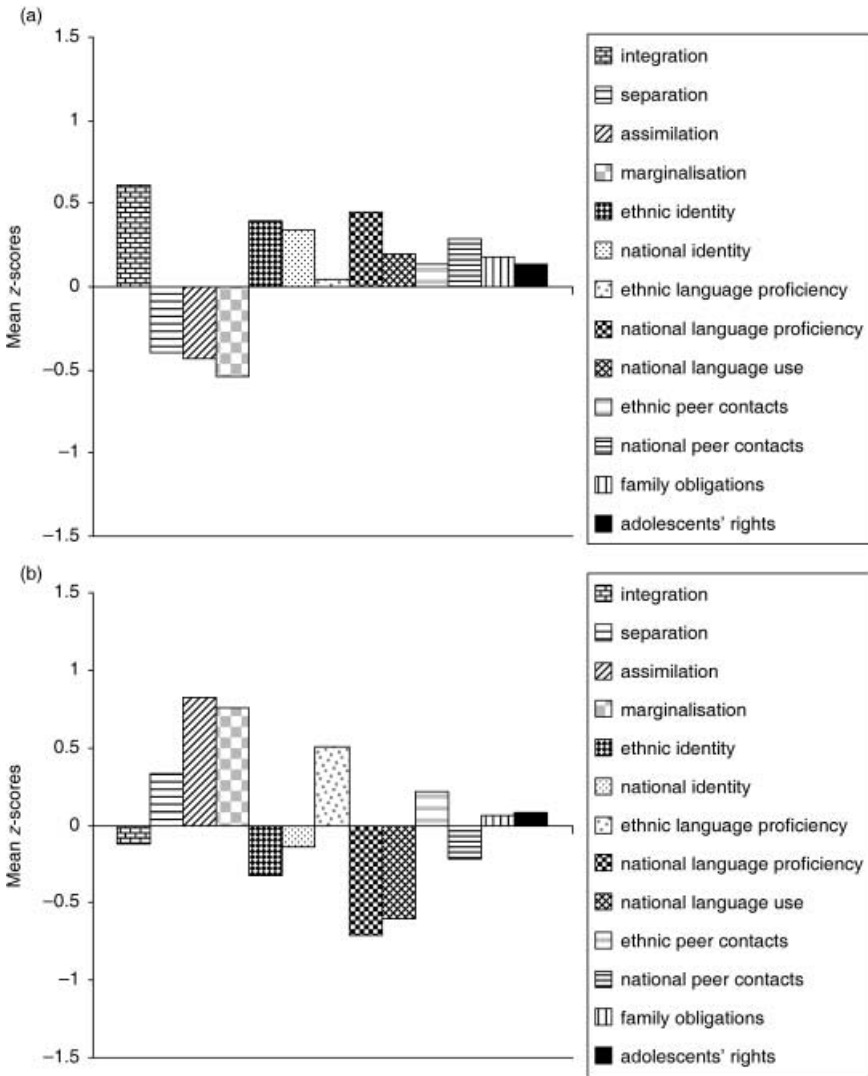 (a)
1.5
1
0.5
0
–0.5
–1
–1.5
Mean z-scores
integration
separation
assimilation
marginalisation
ethnic identity
national identity
ethnic language proficiency
national language proficiency
national language use
ethnic peer contacts
national peer contacts
family obligations
adolescents' rights
(b)
1.5
1
0.5
0
–0.5
–1
–1.5
Mean z-scores
integration
separation
assimilation
marginalisation
ethnic identity
national identity
ethnic language proficiency
national language proficiency
national language use
ethnic peer contacts
national peer contacts
family obligations
adolescents' rights